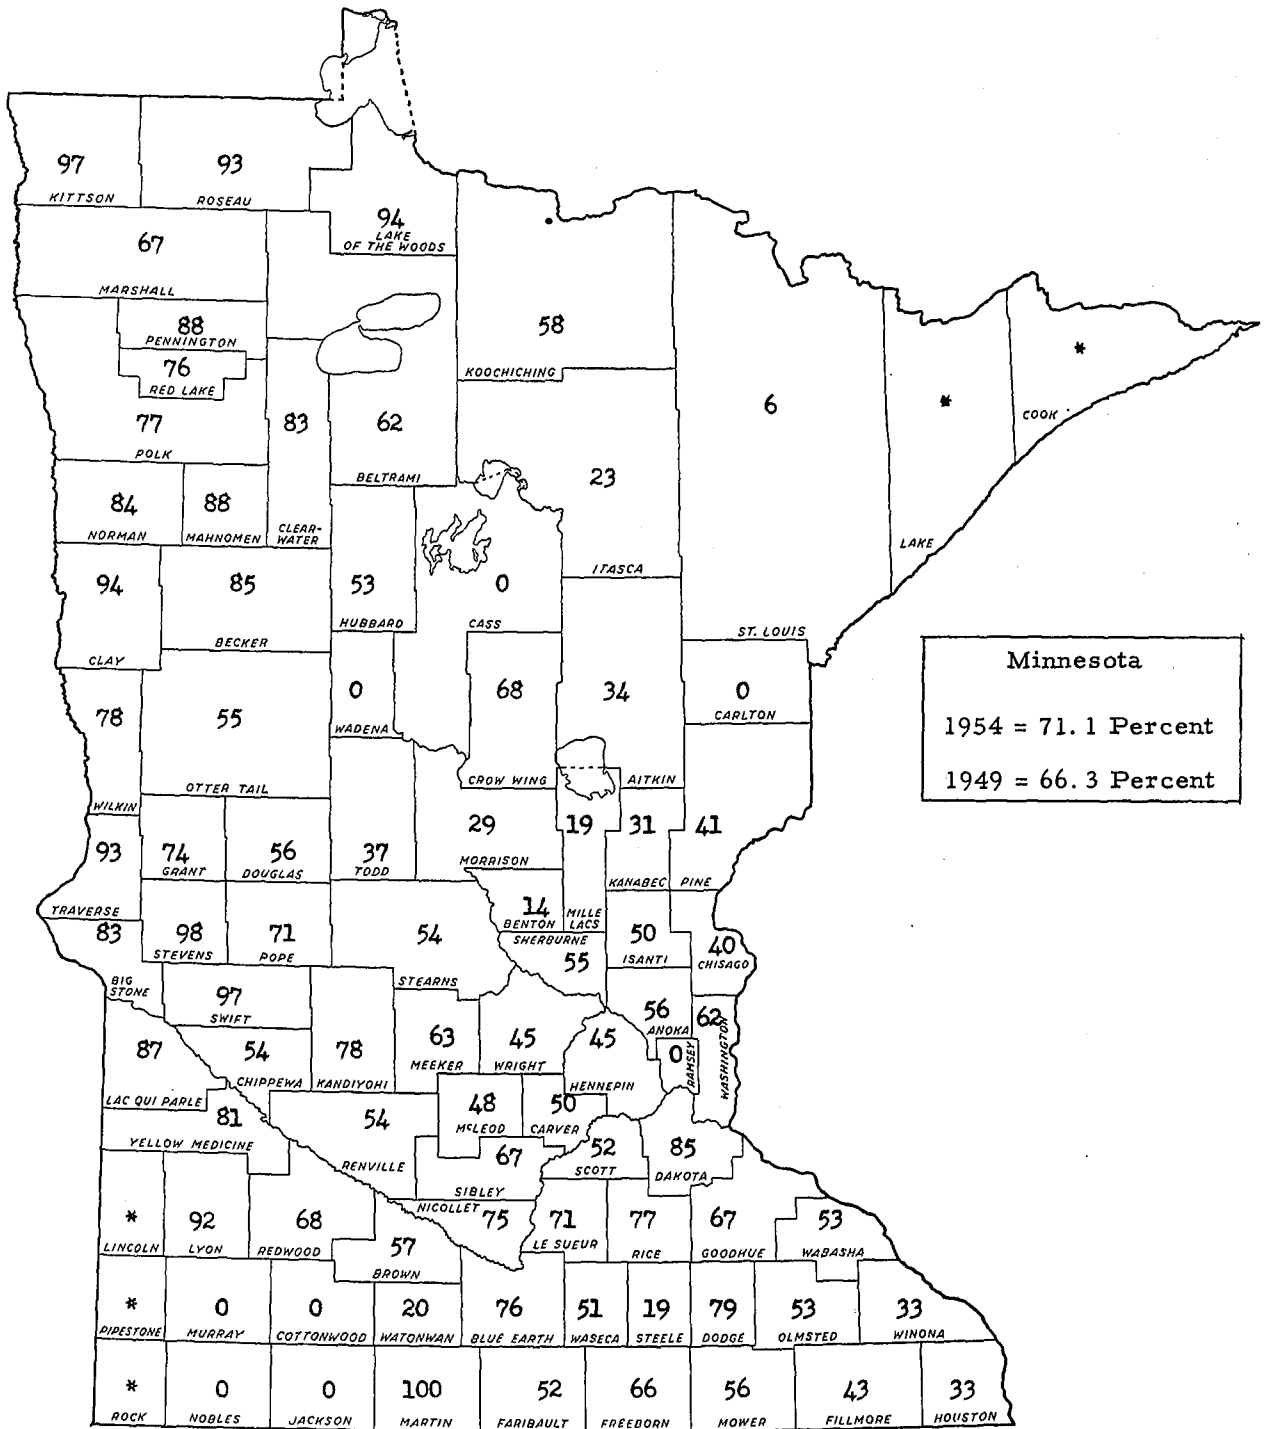 97
KITTSON
93
ROSEAU
94
LAKE
OF THE WOODS
67
MARSHALL
88
PENNINGTON
76
RED LAKE
77
POLK
83
CLEAR-
WATER
62
BELTRAMI
58
KOOCHICHING
23
ITASCA
6
ST. LOUIS
*
LAKE
*
COOK
84
NORMAN
88
MAHNOMEN
94
CLAY
85
BECKER
53
HUBBARD
0
CASS
0
WADENA
68
CROW WING
34
AITKIN
0
CARLTON
Minnesota
1954 = 71.1 Percent
1949 = 66.3 Percent
78
WILKIN
55
OTTER TAIL
93
TRAVERSE
74
GRANT
56
DOUGLAS
37
TODD
29
MORRISON
19
MILLE
LACS
31
KANABEC
41
PINE
83
BIG
STONE
98
STEVENS
71
POPE
54
STEARNS
14
BENTON
SHERBURNE
55
50
ISANTI
40
CHISAGO
97
SWIFT
87
LAC QUI PARLE
54
CHIPPEWA
78
KANDIYOHI
63
MEEKER
45
WRIGHT
45
HENNEPIN
56
ANOKA
0
RAMSEY
62
WASHINGTON
81
YELLOW MEDICINE
54
RENVILLE
48
McLEOD
50
CARVER
67
SIBLEY
52
SCOTT
85
DAKOTA
*
LINCOLN
92
LYON
68
REDWOOD
57
BROWN
NICOLLET
75
71
LE SUEUR
77
RICE
67
GOODHUE
53
WABASHA
*
PIPESTONE
0
MURRAY
0
COTTONWOOD
20
WATONWAN
76
BLUE EARTH
51
WASECA
19
STEELE
79
DODGE
53
OLMSTED
33
WINONA
*
ROCK
0
NOBLES
0
JACKSON
100
MARTIN
52
FARIBAULT
66
FREEBORN
56
MOWER
43
FILLMORE
33
HOUSTON